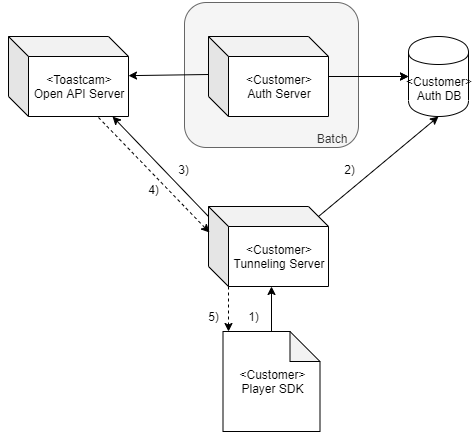 <Toastcam>
Open API Server
<Customer>
Auth Server
<Customer>
Auth DB
Batch
3)
2)
4)
<Customer>
Tunneling Server
5)
1)
<Customer>
Player SDK